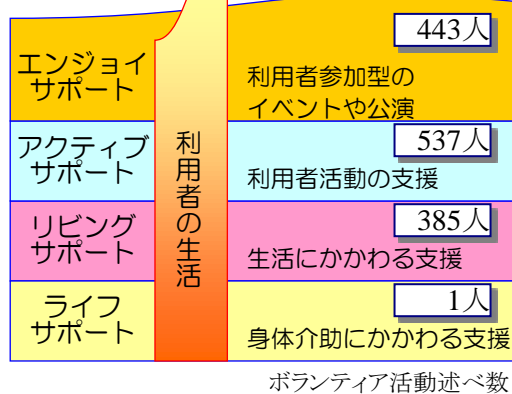 443人
エンジョイ
サポート
利用者参加型の
イベントや公演
537人
アクティブ
サポート
利用者活動の支援
利用者の生活
385人
リビング
サポート
生活にかかわる支援
1人
ライフ
サポート
身体介助にかかわる支援
ボランティア活動述べ数